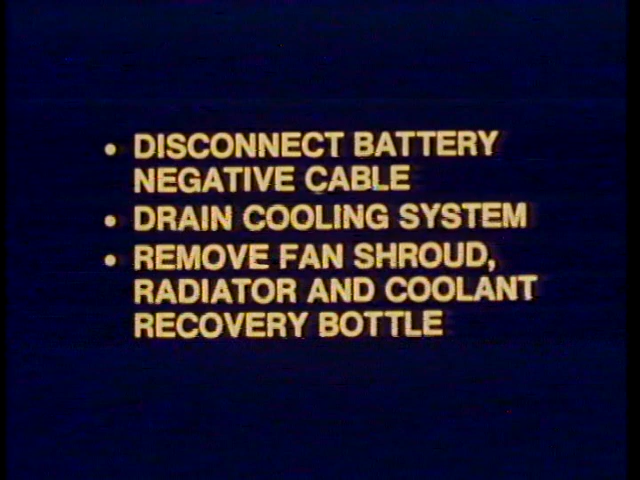 • DISCONNECT BATTERY
NEGATIVE CABLE
• DRAIN COOLING SYSTEM
• REMOVE FAN SHROUD,
RADIATOR AND COOLANT
RECOVERY BOTTLE